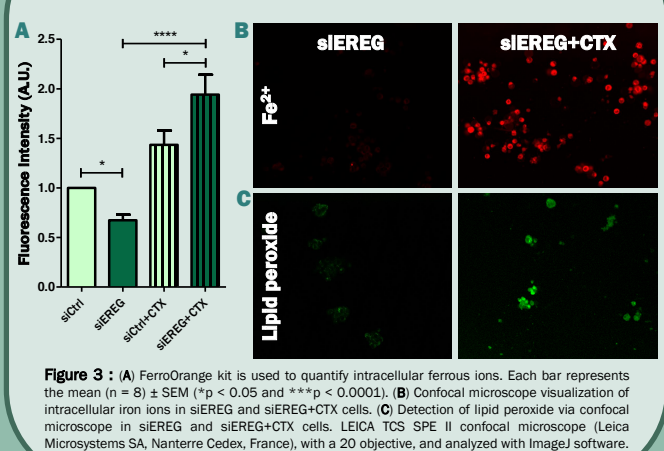 A
Fluorescence Intensity (A.U.)
2.5
2.0
1.5
1.0
0.5
0.0
*
****
*
siCtrl
siEREG
siCtrl+CTX
siEREG+CTX
B
siEREG
siEREG+CTX
Fe2+
C
Lipid peroxide
Figure 3 : (A) FerroOrange kit is used to quantify intracellular ferrous ions. Each bar represents
the mean (n = 8) ± SEM (*p < 0.05 and ***p < 0.0001). (B) Confocal microscope visualization of
intracellular iron ions in siEREG and siEREG+CTX cells. (C) Detection of lipid peroxide via confocal
microscope in siEREG and siEREG+CTX cells. LEICA TCS SPE II confocal microscope (Leica
Microsystems SA, Nanterre Cedex, France), with a 20 objective, and analyzed with ImageJ software.